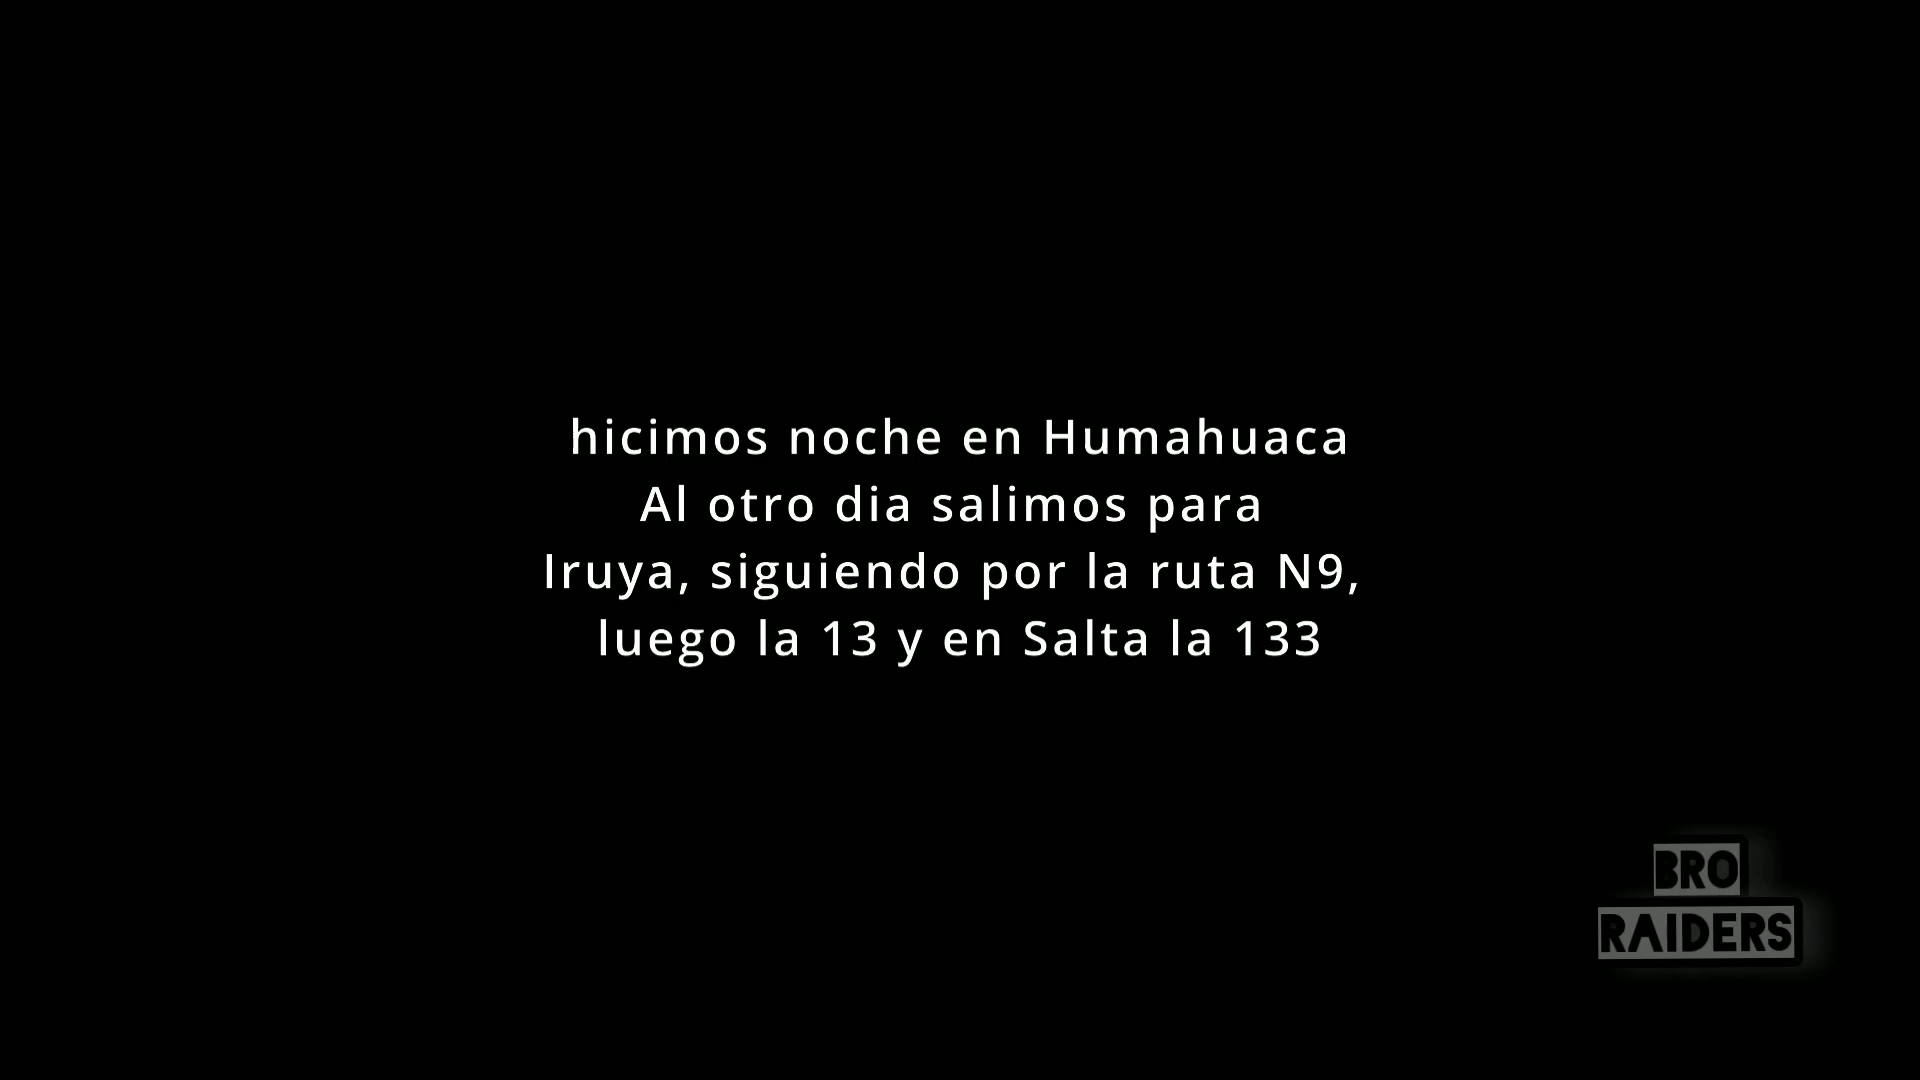 hicimos noche en Humahuaca
Al otro dia salimos para
Iruya, siguiendo por la ruta N9,
luego la 13 y en Salta la 133
BRO
RAIDERS